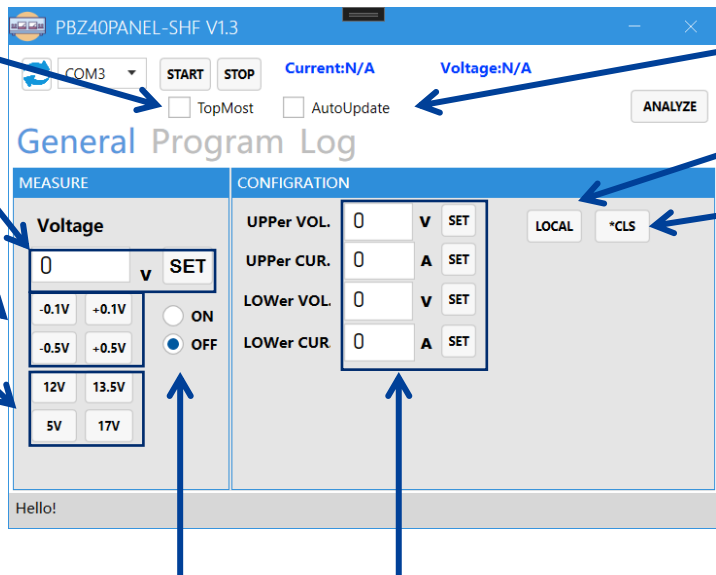 PBZ40PANEL-SHF V1.3
COM3 START STOP Current:N/A Voltage:N/A
TopMost AutoUpdate ANALYZE
General Program Log
MEASURE CONFIGRATION
Voltage UPPer VOL. 0 V SET LOCAL *CLS
0 V SET UPPer CUR. 0 A SET
-0.1V +0.1V ON LOWer VOL. 0 V SET
-0.5V +0.5V OFF LOWer CUR 0 A SET
12V 13.5V
5V 17V
Hello!